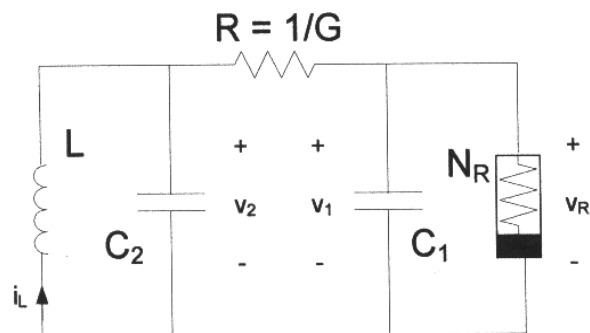 R = 1/G
L
C2
+
v2
-
+
v1
-
C1
NR
+
vR
-
iL